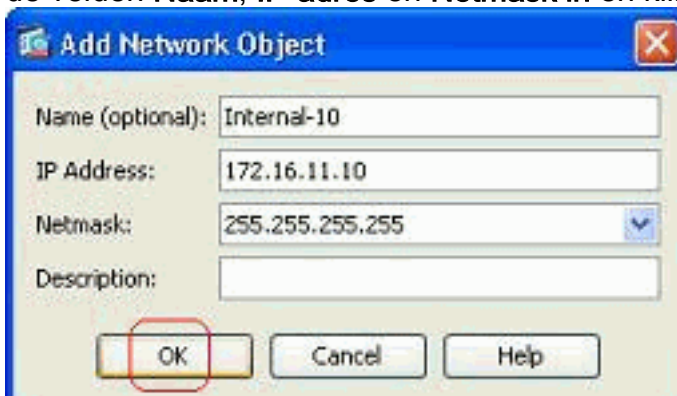 Add Network Object
Name (optional): Internal-10
IP Address: 172.16.11.10
Netmask: 255.255.255.255
Description:
OK Cancel Help